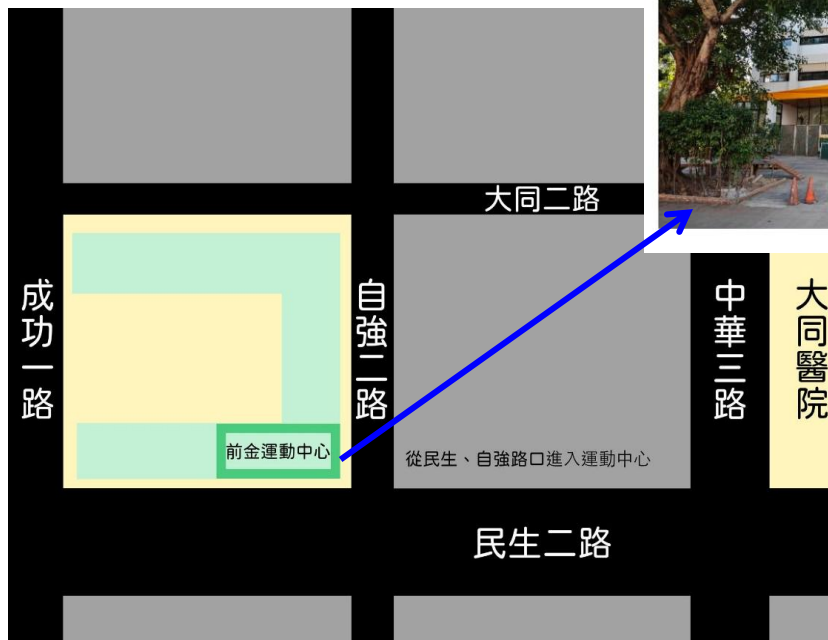 大同二路
成功一路
自強二路
中華三路
大同醫院
前金運動中心
從民生、自強路口進入運動中心
民生二路